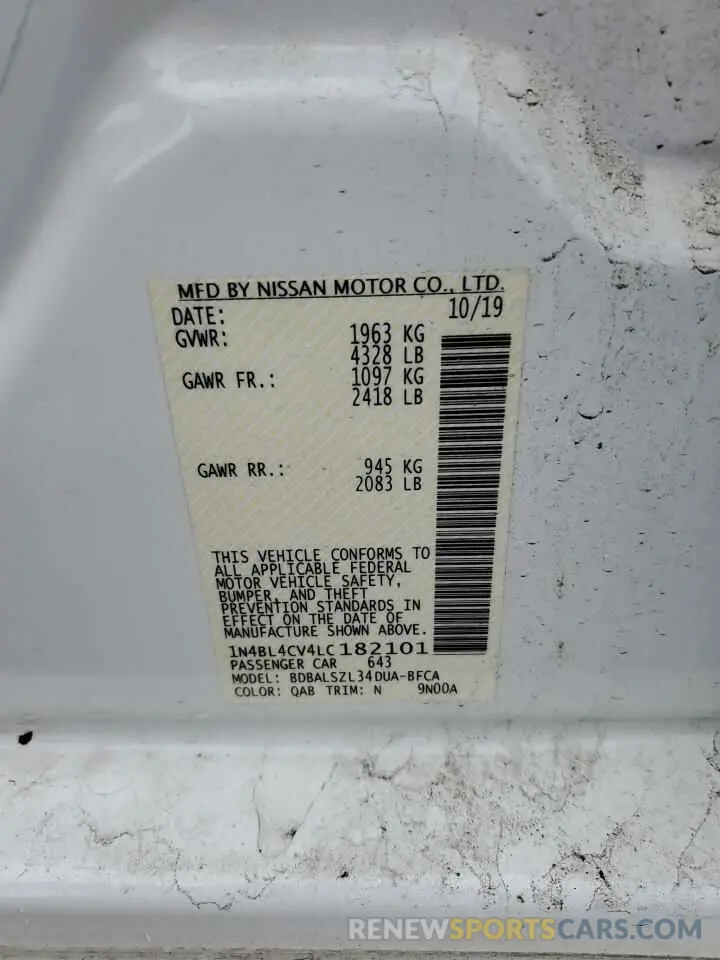 MFD BY NISSAN MOTOR CO., LTD.
DATE: 10/19
GVWR: 1963 KG
4328 LB
GAWR FR.: 1097 KG
2418 LB
GAWR RR.: 945 KG
2083 LB
THIS VEHICLE CONFORMS TO
ALL APPLICABLE FEDERAL
MOTOR VEHICLE SAFETY,
BUMPER, AND THEFT
PREVENTION STANDARDS IN
EFFECT ON THE DATE OF
MANUFACTURE SHOWN ABOVE.
1N4BL4CV4LC182101
PASSENGER CAR 643
MODEL: BDBALSZL34DUA-BFCA
COLOR: QAB TRIM: N 9N00A
RENEWSPORTSCARS.COM